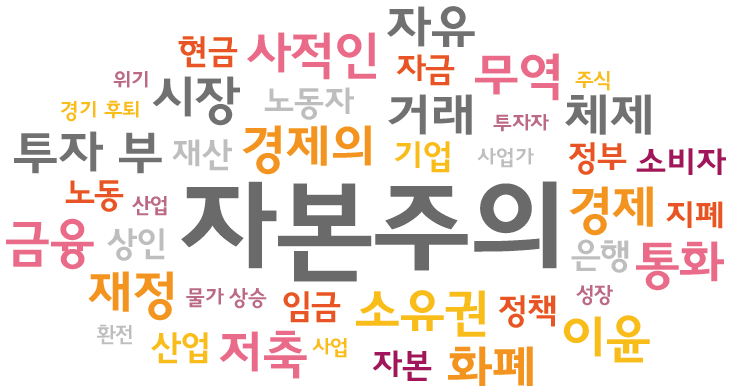 자유
현금 사적인 자금 무역
위기 시장 노동자 거래 주식
경기 후퇴 투자자 체제
투자 부 재산 경제의 기업 사업가 정부 소비자
노동 산업 자본주의 경제 지폐
금융 상인 은행 통화
재정 물가 상승 임금 소유권 정책 성장
환전 산업 저축 사업 이윤
자본 화폐